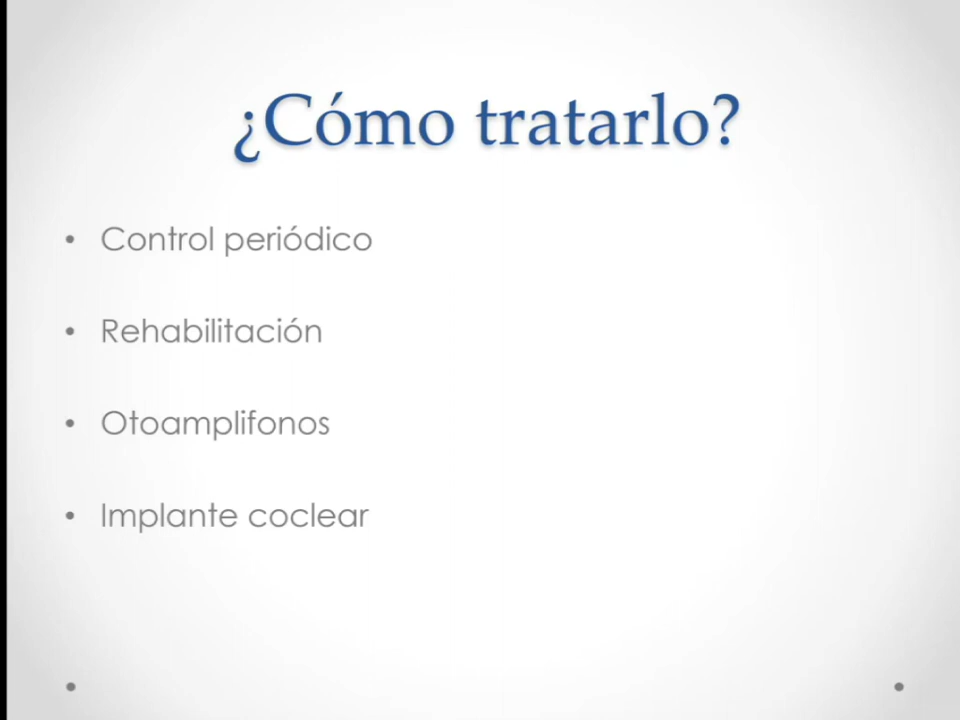 ¿Cómo tratarlo?
• Control periódico
• Rehabilitación
• Otoamplifonos
• Implante coclear